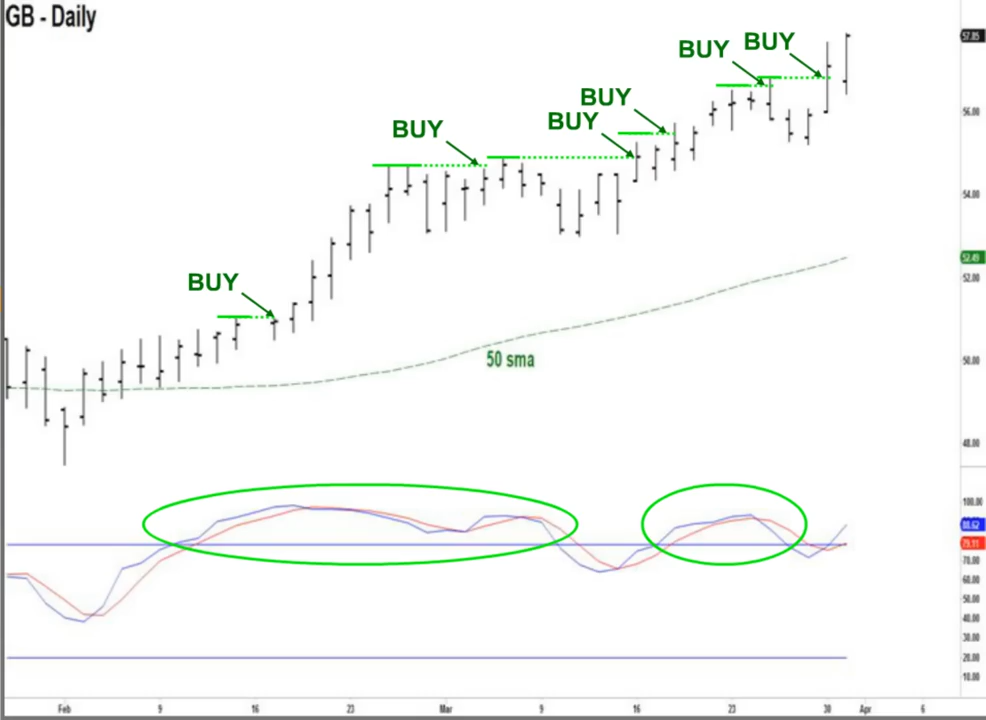 GB - Daily
57.85
BUY
BUY
BUY
BUY
BUY
BUY
56.00
54.00
52.49
52.00
50 sma
50.00
48.00
100.00
88.62
79.11
70.00
60.00
50.00
40.00
30.00
20.00
10.00
Feb 9 16 23 Mar 9 16 23 30 Apr 6